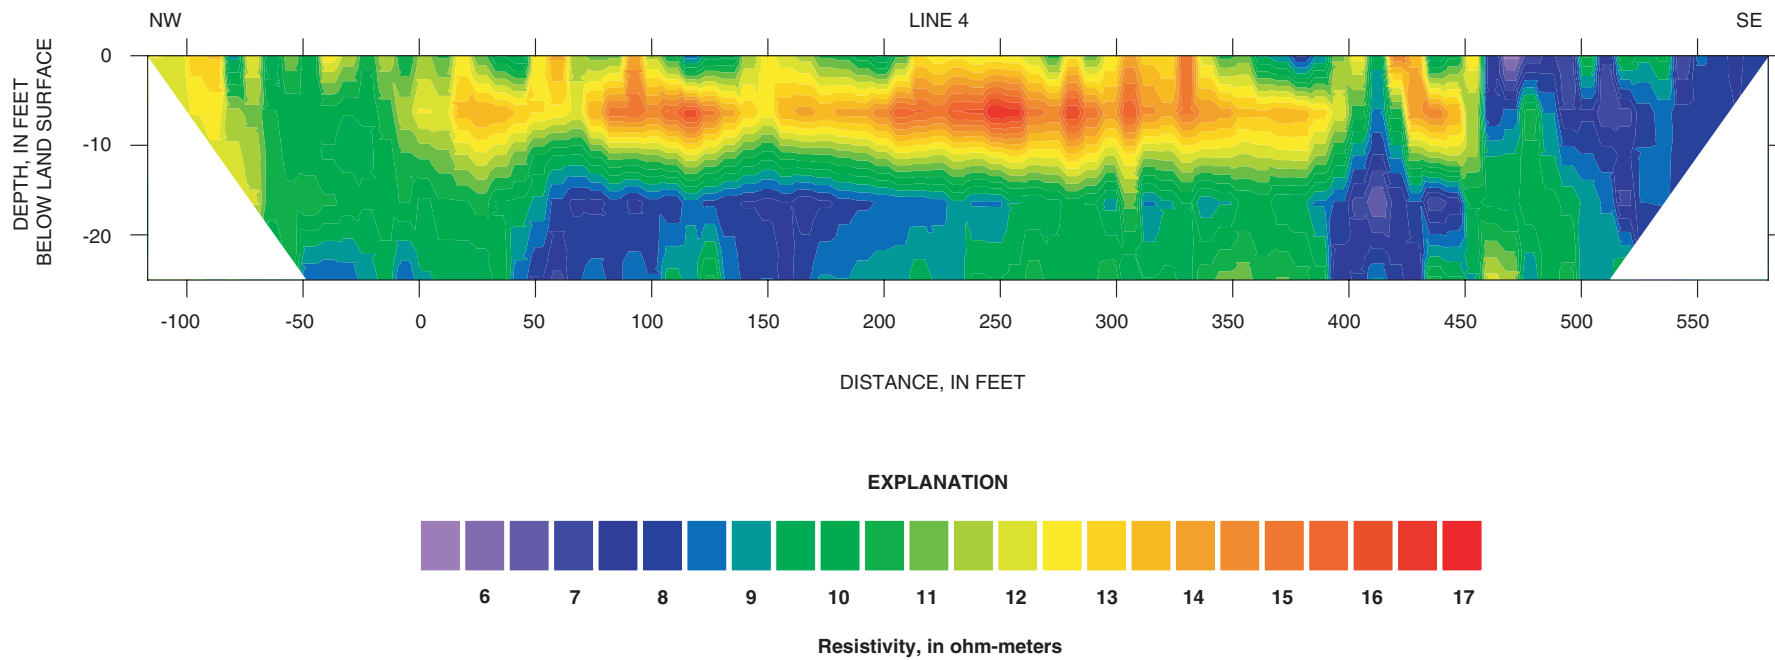 NW LINE 4 SE
DEPTH, IN FEET
BELOW LAND SURFACE
0
-10
-20
-100 -50 0 50 100 150 200 250 300 350 400 450 500 550
DISTANCE, IN FEET
EXPLANATION
6 7 8 9 10 11 12 13 14 15 16 17
Resistivity, in ohm-meters